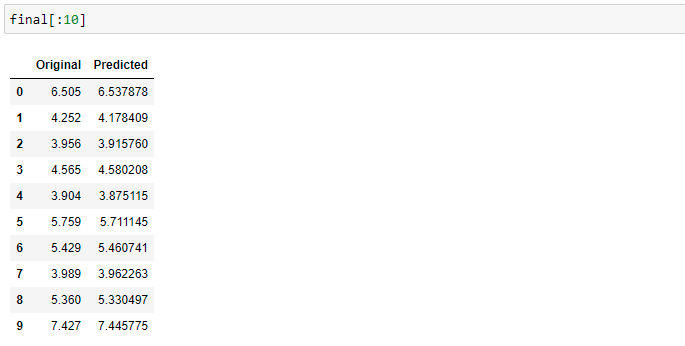 final[:10]
Original Predicted
0 6.505 6.537878
1 4.252 4.178409
2 3.956 3.915760
3 4.565 4.580208
4 3.904 3.875115
5 5.759 5.711145
6 5.429 5.460741
7 3.989 3.962263
8 5.360 5.330497
9 7.427 7.445775